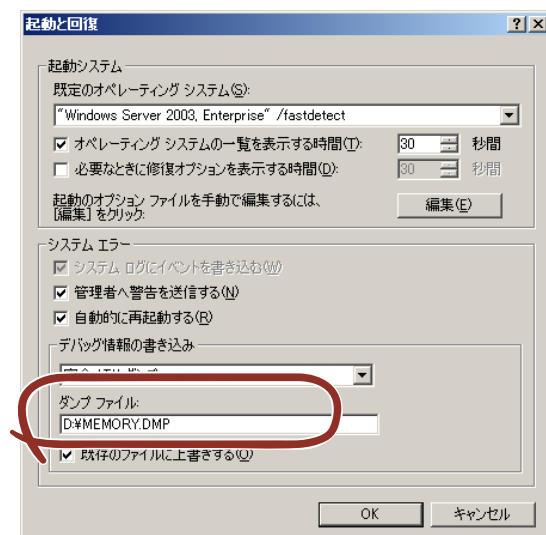 起動と回復
起動システム
既定のオペレーティング システム(S):
"Windows Server 2003, Enterprise" /fastdetect
オペレーティング システムの一覧を表示する時間(T):
30
秒間
必要なときに修復オプションを表示する時間(D):
30
秒間
起動のオプション ファイルを手動で編集するには、
[編集] をクリック:
編集(E)
システム エラー
システム ログにイベントを書き込む(W)
管理者へ警告を送信する(N)
自動的に再起動する(R)
デバッグ情報の書き込み
ダンプ ファイル:
D:¥MEMORY.DMP
既存のファイルに上書きする(O)
OK
キャンセル